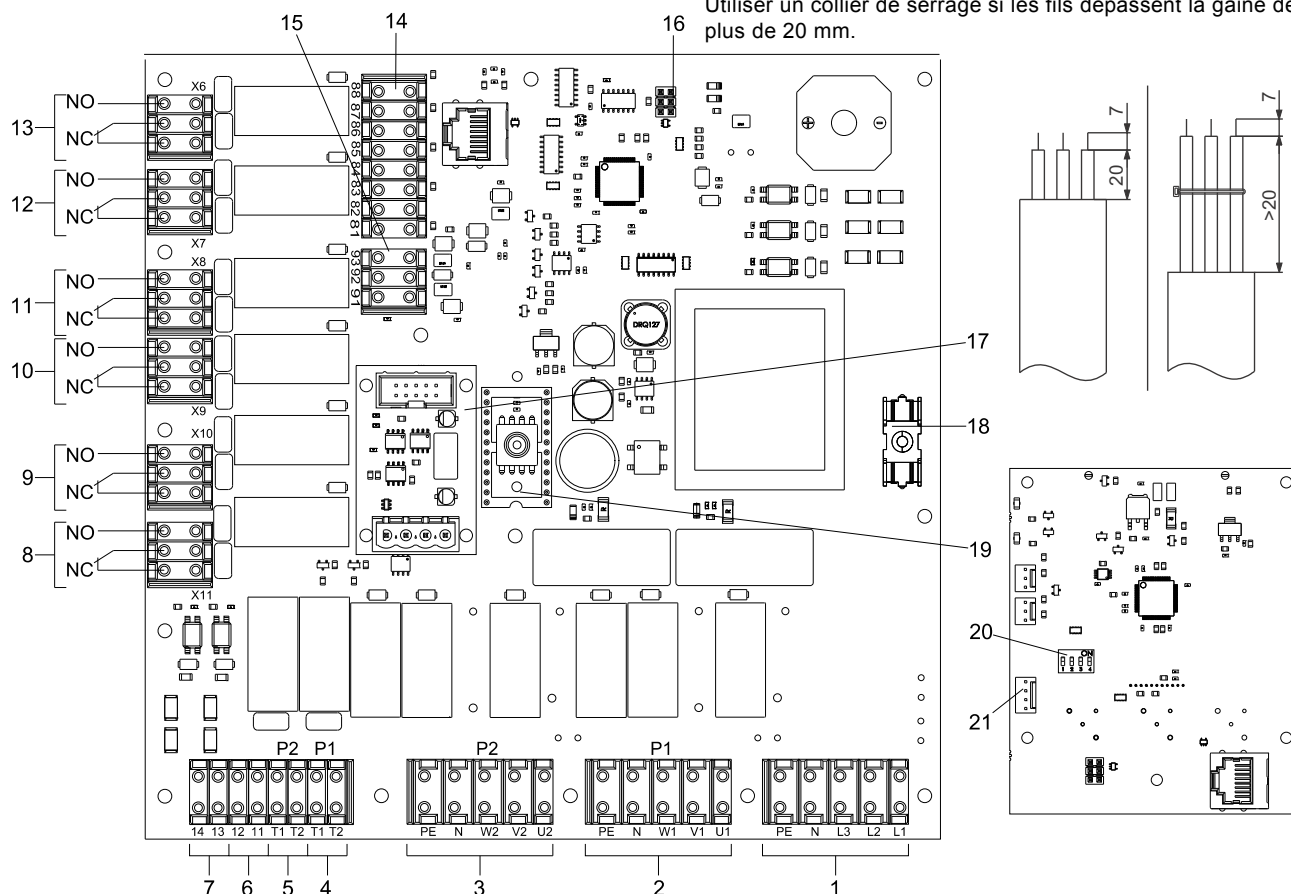 Utiliser un collier de serrage si les fils dépassent la gaine de
plus de 20 mm.
15 14 16
X6
13 NO
NC
12 NO
NC
X7
X8
11 NO
NC
10 NO
NC
X9
X10
9 NO
NC
8 NO
NC
X11
88 87 86 85 84 83 82 81
93 92 91
+ -
DRQ127
17
18
19
7
20
7
>20
20
ON
1 2 3 4
21
P2 P1
14 13 12 11 T1 T2 T1 T2
7 6 5 4
P2
PE N W2 V2 U2
3
P1
PE N W1 V1 U1
2
PE N L3 L2 L1
1